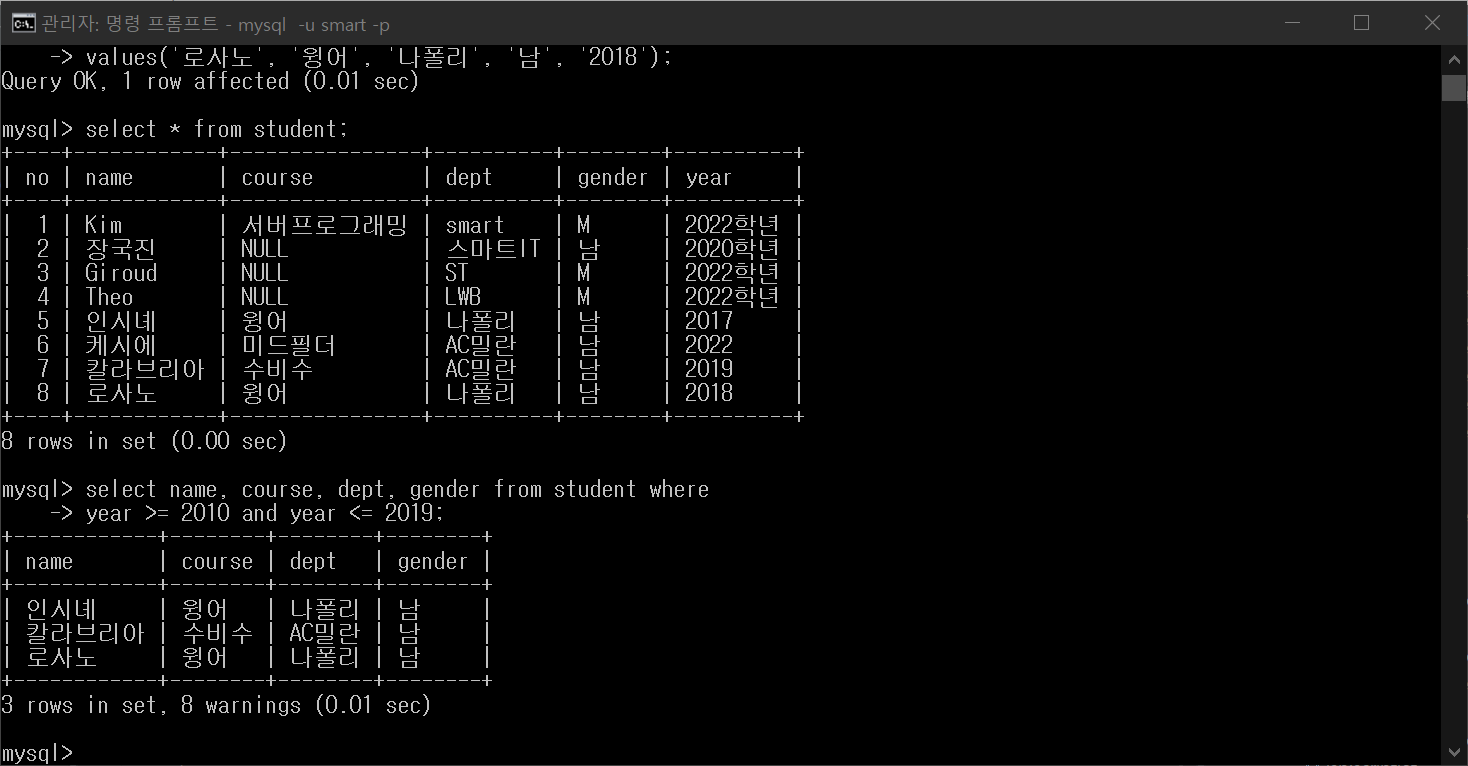 관리자: 명령 프롬프트 - mysql  -u smart -p
    -> values('로사노', '윙어', '나폴리', '남', '2018');
Query OK, 1 row affected (0.01 sec)
mysql> select * from student;
+----+------------+----------------+----------+--------+----------+
| no | name       | course         | dept     | gender | year     |
+----+------------+----------------+----------+--------+----------+
|  1 | Kim        | 서버프로그래밍 | smart    | M      | 2022학년 |
|  2 | 장국진     | NULL           | 스마트IT | 남     | 2020학년 |
|  3 | Giroud     | NULL           | ST       | M      | 2022학년 |
|  4 | Theo       | NULL           | LWB      | M      | 2022학년 |
|  5 | 인시녜     | 윙어           | 나폴리   | 남     | 2017     |
|  6 | 케시에     | 미드필더       | AC밀란   | 남     | 2022     |
|  7 | 칼라브리아 | 수비수         | AC밀란   | 남     | 2019     |
|  8 | 로사노     | 윙어           | 나폴리   | 남     | 2018     |
+----+------------+----------------+----------+--------+----------+
8 rows in set (0.00 sec)
mysql> select name, course, dept, gender from student where
    -> year >= 2010 and year <= 2019;
+------------+--------+--------+--------+
| name       | course | dept   | gender |
+------------+--------+--------+--------+
| 인시녜     | 윙어   | 나폴리 | 남     |
| 칼라브리아 | 수비수 | AC밀란 | 남     |
| 로사노     | 윙어   | 나폴리 | 남     |
+------------+--------+--------+--------+
3 rows in set, 8 warnings (0.01 sec)
mysql>